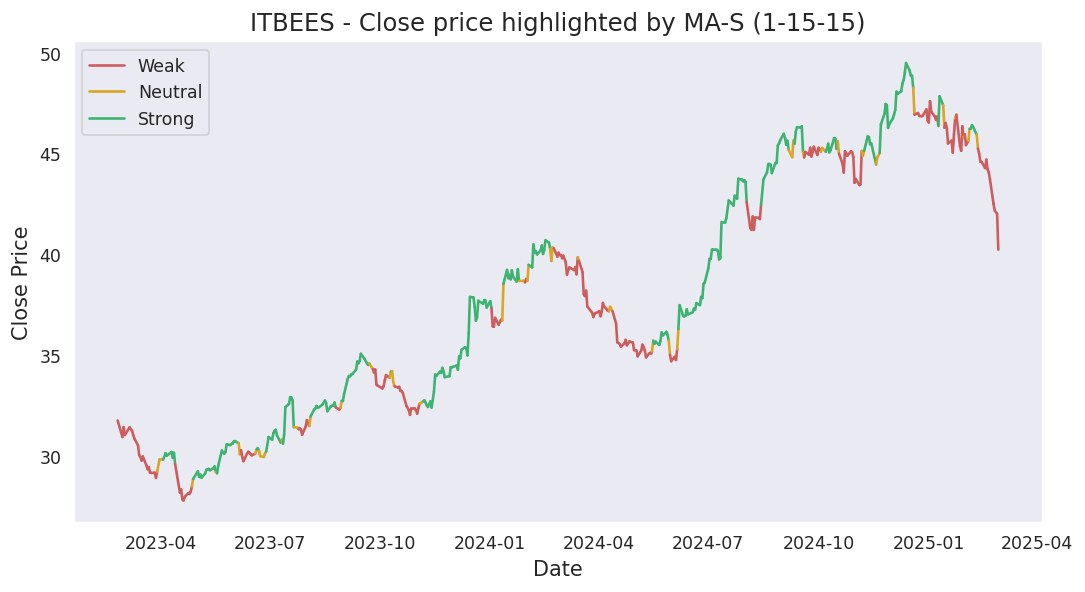 ITBEES - Close price highlighted by MA-S (1-15-15)
Weak
Neutral
Strong
Close Price
50
45
40
35
30
2023-04
2023-07
2023-10
2024-01
2024-04
2024-07
2024-10
2025-01
2025-04
Date